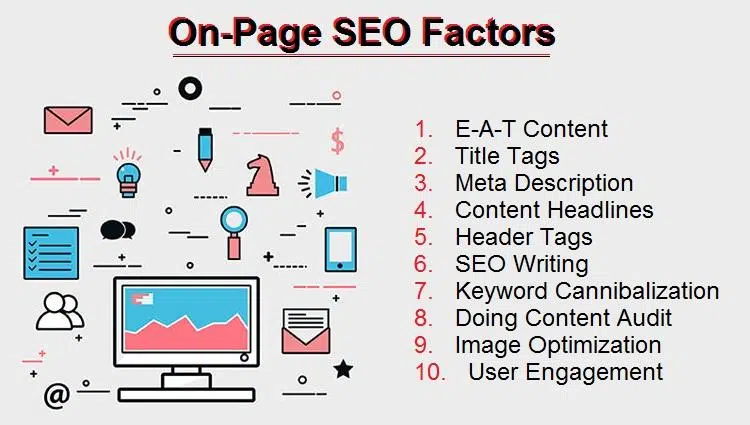 On-Page SEO Factors
1. E-A-T Content
2. Title Tags
3. Meta Description
4. Content Headlines
5. Header Tags
6. SEO Writing
7. Keyword Cannibalization
8. Doing Content Audit
9. Image Optimization
10. User Engagement
$
@